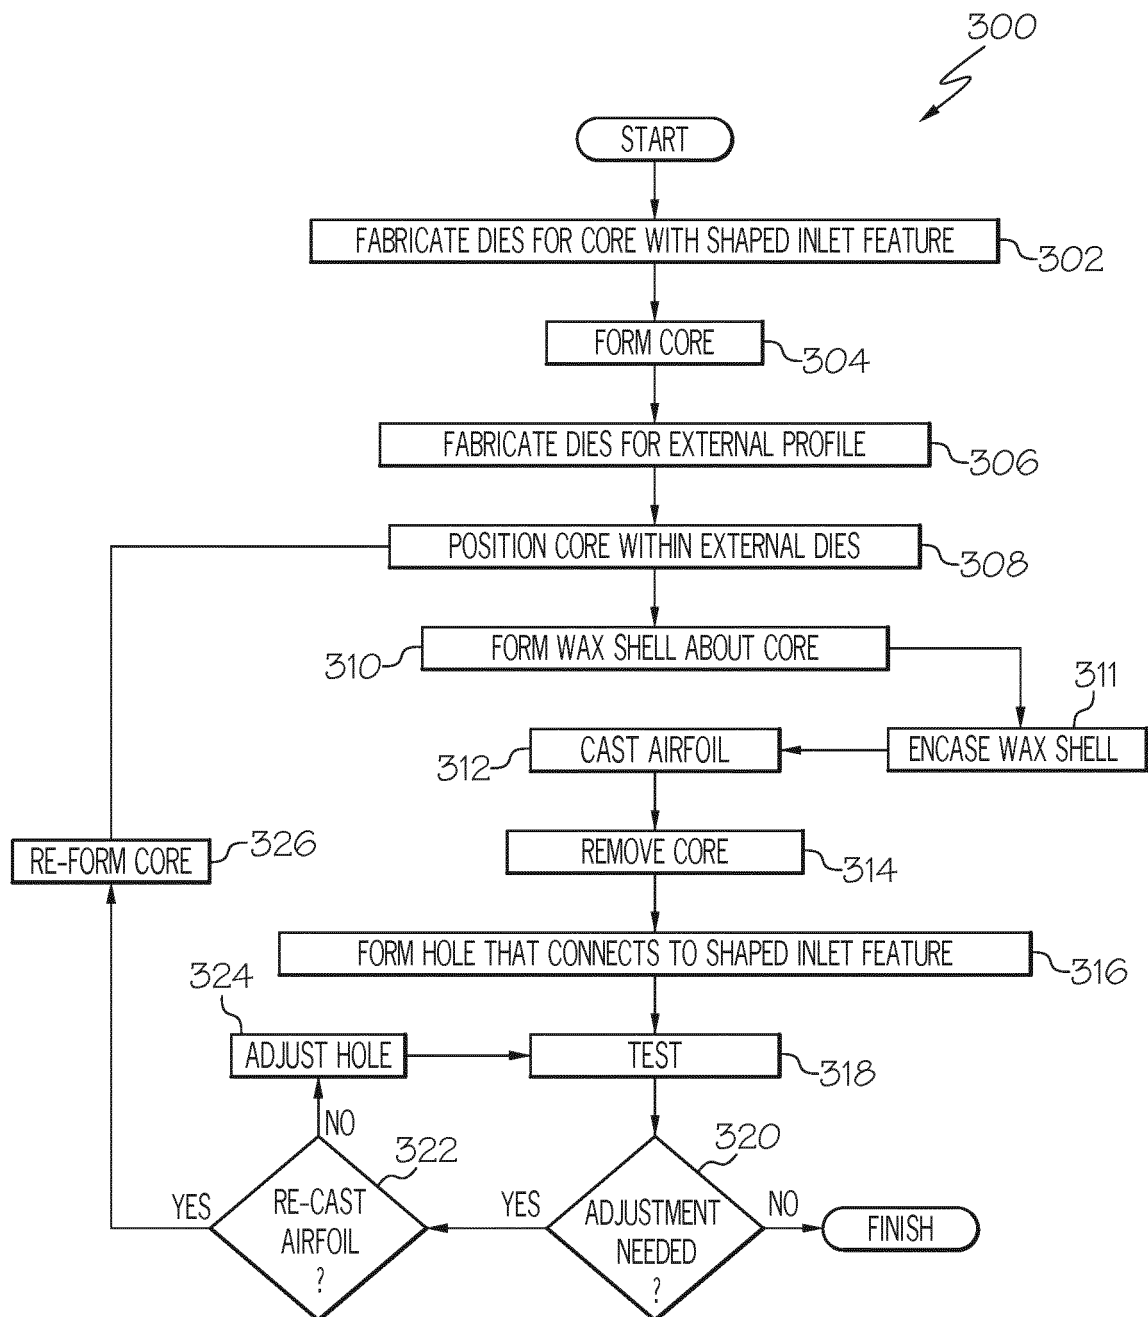 300
START
FABRICATE DIES FOR CORE WITH SHAPED INLET FEATURE
302
FORM CORE
304
FABRICATE DIES FOR EXTERNAL PROFILE
306
POSITION CORE WITHIN EXTERNAL DIES
308
FORM WAX SHELL ABOUT CORE
310
311
ENCASE WAX SHELL
CAST AIRFOIL
312
REMOVE CORE
314
RE-FORM CORE
326
FORM HOLE THAT CONNECTS TO SHAPED INLET FEATURE
316
324
ADJUST HOLE
TEST
318
NO
322
320
YES
RE-CAST
AIRFOIL
?
YES
ADJUSTMENT
NEEDED
?
NO
FINISH